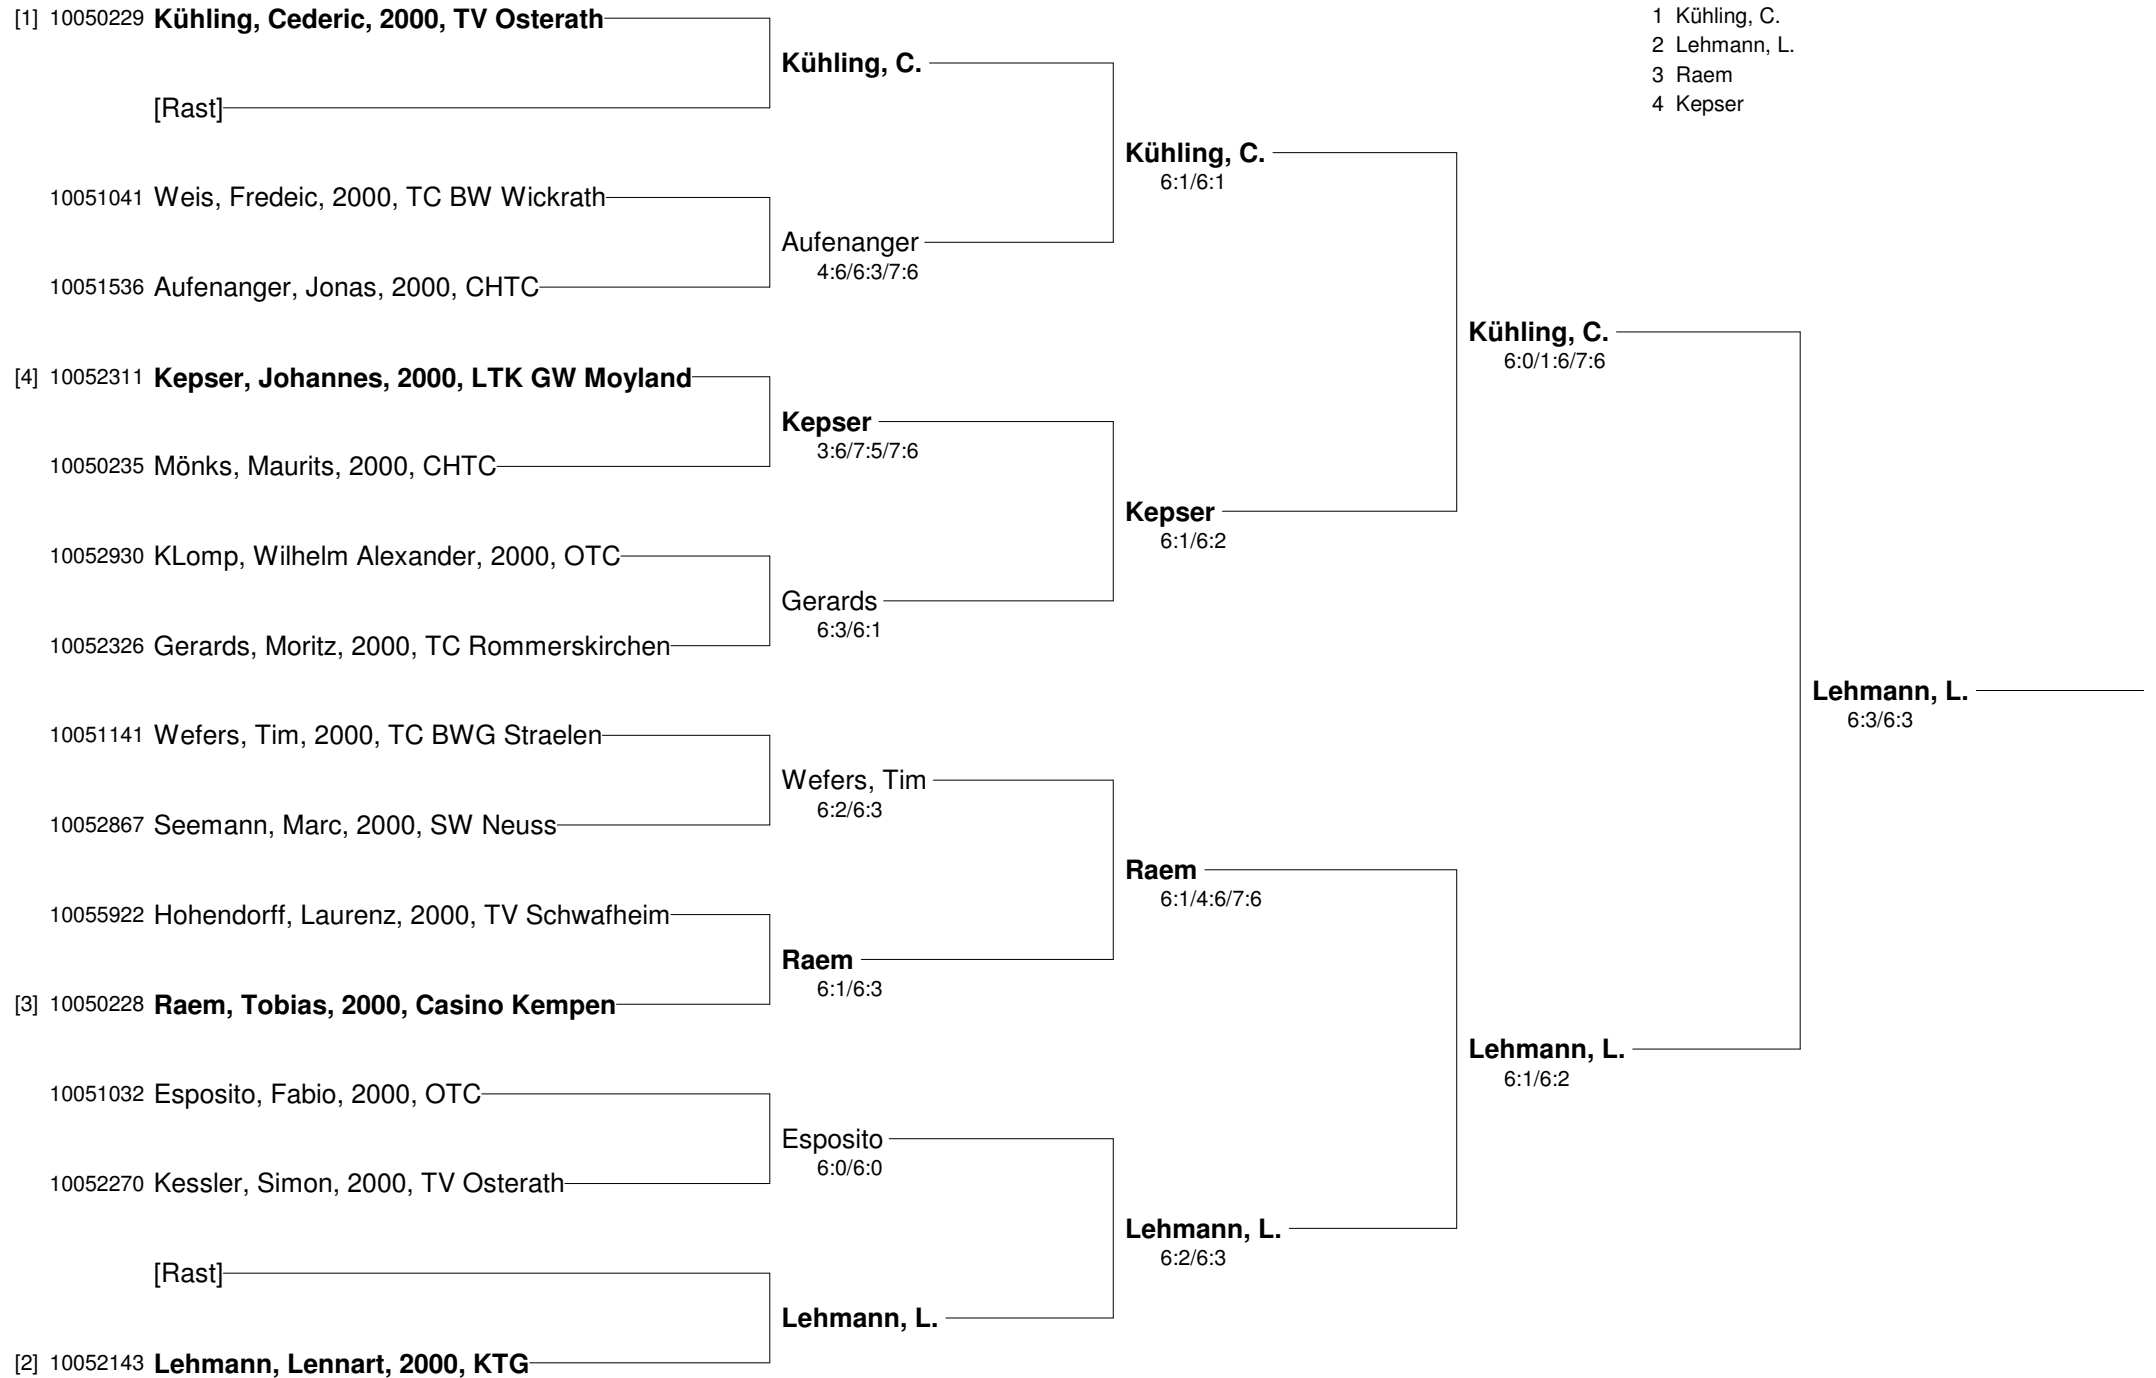 [1] 10050229 Kühling, Cederic, 2000, TV Osterath
[Rast]
10051041 Weis, Fredeic, 2000, TC BW Wickrath
10051536 Aufenanger, Jonas, 2000, CHTC
[4] 10052311 Kepser, Johannes, 2000, LTK GW Moyland
10050235 Mönks, Maurits, 2000, CHTC
10052930 KLomp, Wilhelm Alexander, 2000, OTC
10052326 Gerards, Moritz, 2000, TC Rommerskirchen
10051141 Wefers, Tim, 2000, TC BWG Straelen
10052867 Seemann, Marc, 2000, SW Neuss
10055922 Hohendorff, Laurenz, 2000, TV Schwafheim
[3] 10050228 Raem, Tobias, 2000, Casino Kempen
10051032 Esposito, Fabio, 2000, OTC
10052270 Kessler, Simon, 2000, TV Osterath
[Rast]
[2] 10052143 Lehmann, Lennart, 2000, KTG
Kühling, C.
Aufenanger
4:6/6:3/7:6
Kepser
3:6/7:5/7:6
Gerards
6:3/6:1
Wefers, Tim
6:2/6:3
Raem
6:1/6:3
Esposito
6:0/6:0
Lehmann, L.
Kühling, C.
6:1/6:1
Kepser
6:1/6:2
Raem
6:1/4:6/7:6
Lehmann, L.
6:2/6:3
Kühling, C.
6:0/1:6/7:6
Lehmann, L.
6:1/6:2
Lehmann, L.
6:3/6:3
1 Kühling, C.
2 Lehmann, L.
3 Raem
4 Kepser